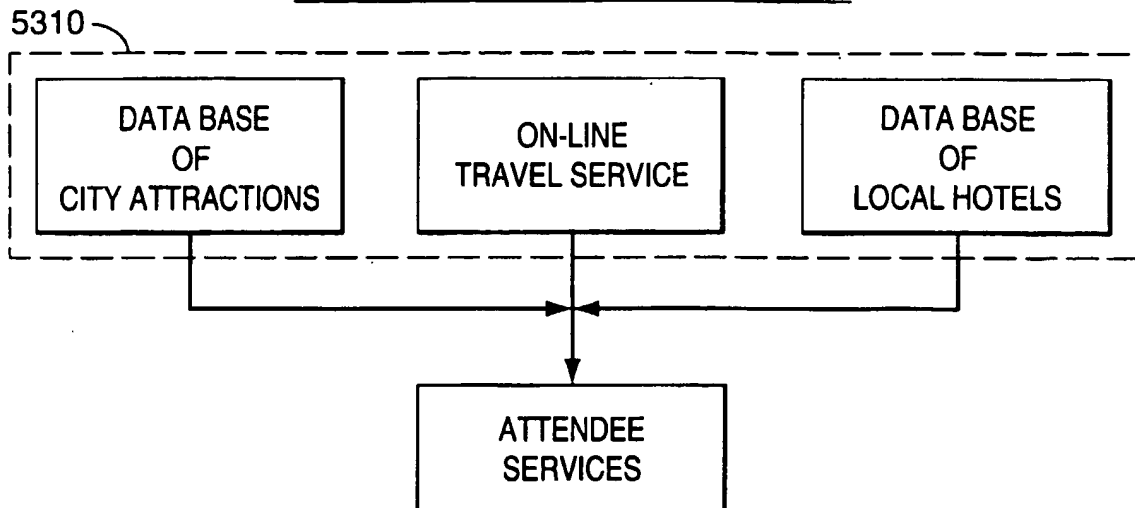 5310
DATA BASE
OF
CITY ATTRACTIONS
ON-LINE
TRAVEL SERVICE
DATA BASE
OF
LOCAL HOTELS
ATTENDEE
SERVICES